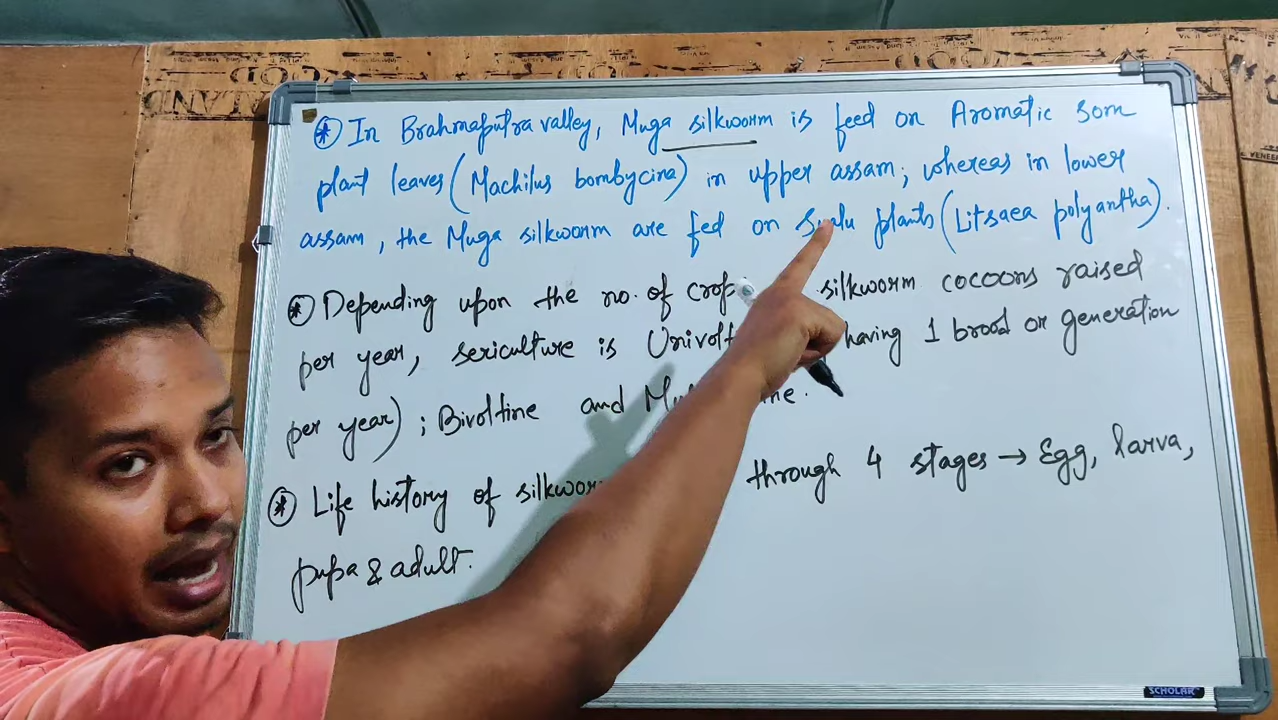 * In Brahmaputra valley, Muga silkworm is feed on Aromatic Som
plant leaves (Machilus bombycina) in upper assam; whereas in lower
assam, the Muga silkworm are fed on plants (Litsaea polyantha).
* Depending upon the no. of crop silkworm cocoons raised
per year, sericulture is having 1 brood or generation
per year); Bivoltine and
* Life history of through 4 stages → Egg, larva,
pupa & adult.
SCHOLAR